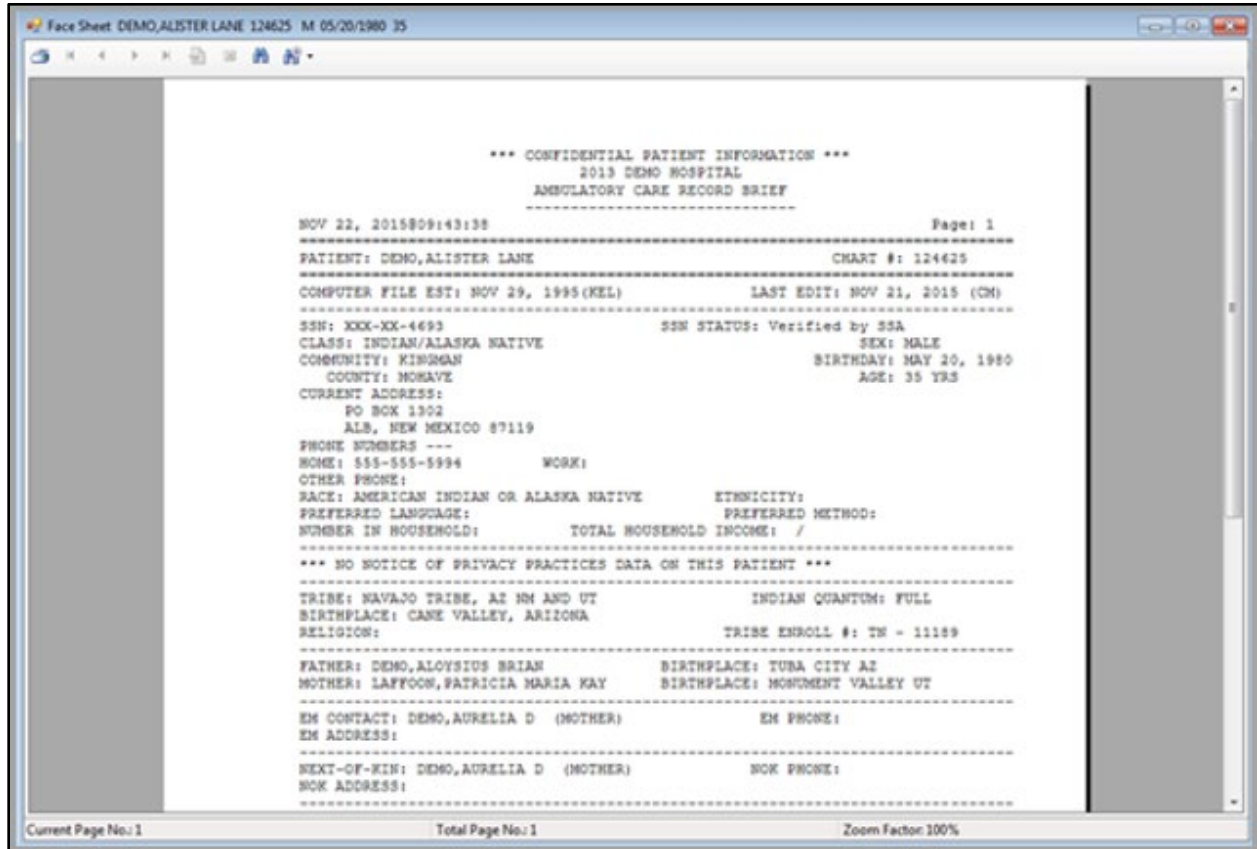 Face Sheet DEMO,ALISTER LANE 124625 M 05/20/1980 35
*** CONFIDENTIAL PATIENT INFORMATION ***
2013 DEMO HOSPITAL
AMBULATORY CARE RECORD BRIEF
------------------------------
NOV 22, 2015@09:43:38 Page: 1
================================================================================
PATIENT: DEMO,ALISTER LANE CHART #: 124625
================================================================================
COMPUTER FILE EST: NOV 29, 1995(KEL) LAST EDIT: NOV 21, 2015 (CM)
--------------------------------------------------------------------------------
SSN: XXX-XX-4693 SSN STATUS: Verified by SSA
CLASS: INDIAN/ALASKA NATIVE SEX: MALE
COMMUNITY: KINGMAN BIRTHDAY: MAY 20, 1980
COUNTY: MOHAVE AGE: 35 YRS
CURRENT ADDRESS:
PO BOX 1302
ALB, NEW MEXICO 87119
PHONE NUMBERS ---
HOME: 555-555-5994 WORK:
OTHER PHONE:
RACE: AMERICAN INDIAN OR ALASKA NATIVE ETHNICITY:
PREFERRED LANGUAGE: PREFERRED METHOD:
NUMBER IN HOUSEHOLD: TOTAL HOUSEHOLD INCOME: /
--------------------------------------------------------------------------------
*** NO NOTICE OF PRIVACY PRACTICES DATA ON THIS PATIENT ***
--------------------------------------------------------------------------------
TRIBE: NAVAJO TRIBE, AZ NM AND UT INDIAN QUANTUM: FULL
BIRTHPLACE: CANE VALLEY, ARIZONA
RELIGION: TRIBE ENROLL #: TN - 11189
--------------------------------------------------------------------------------
FATHER: DEMO,ALOYSIUS BRIAN BIRTHPLACE: TUBA CITY AZ
MOTHER: LAFFOON,PATRICIA MARIA KAY BIRTHPLACE: MONUMENT VALLEY UT
--------------------------------------------------------------------------------
EM CONTACT: DEMO,AURELIA D (MOTHER) EM PHONE:
EM ADDRESS:
--------------------------------------------------------------------------------
NEXT-OF-KIN: DEMO,AURELIA D (MOTHER) NOK PHONE:
NOK ADDRESS:
--------------------------------------------------------------------------------
Current Page No.: 1 Total Page No.: 1 Zoom Factor: 100%